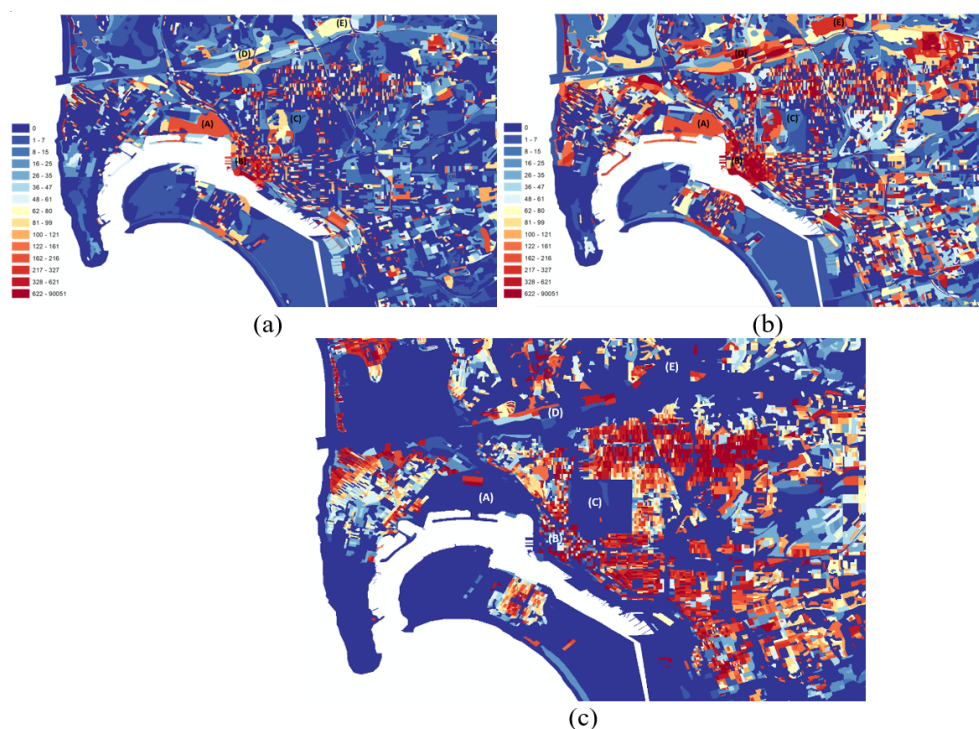 (E)
(D)
(A)
(C)
(B)
0
1 - 7
8 - 15
16 - 25
26 - 35
36 - 47
48 - 61
62 - 80
81 - 99
100 - 121
122 - 161
162 - 216
217 - 327
328 - 621
622 - 90051
(a)
(E)
(D)
(A)
(C)
(B)
0
1 - 7
8 - 15
16 - 25
26 - 35
36 - 47
48 - 61
62 - 80
81 - 99
100 - 121
122 - 161
162 - 216
217 - 327
328 - 621
622 - 90051
(b)
(E)
(D)
(A)
(C)
(B)
(c)